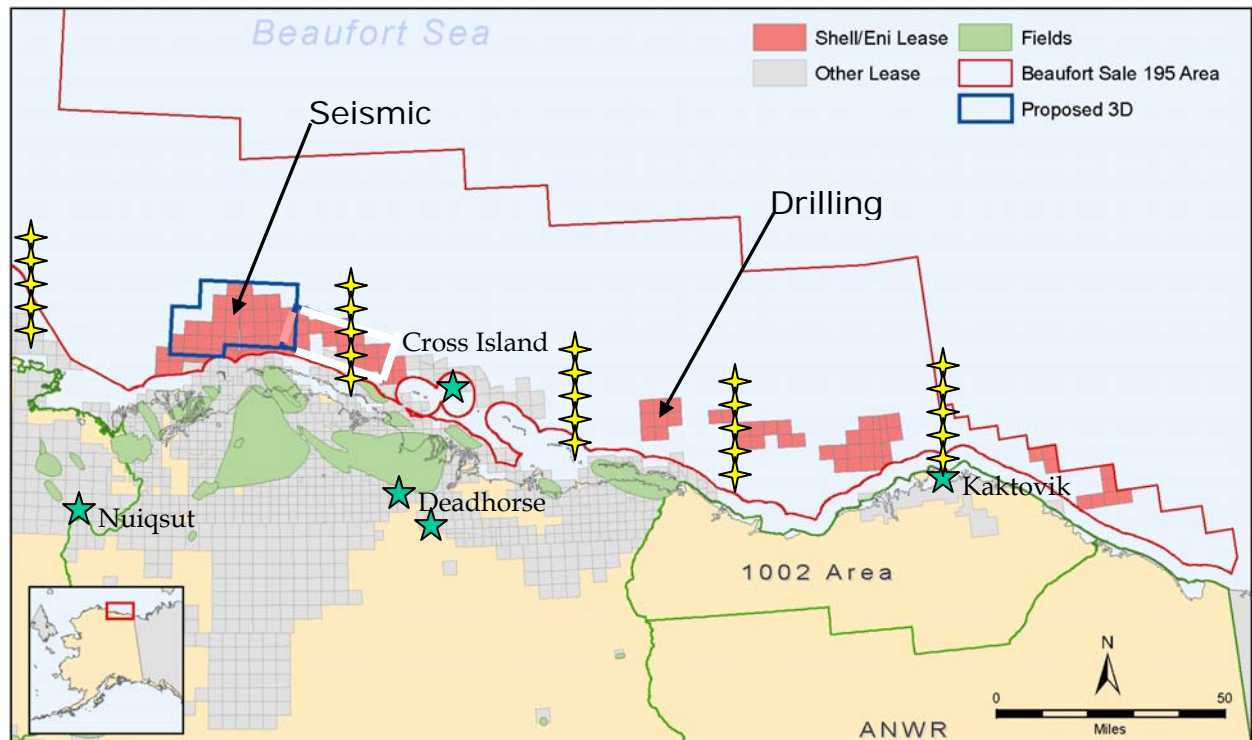 Beaufort Sea
Shell/Eni Lease
Other Lease
Fields
Beaufort Sale 195 Area
Proposed 3D
Seismic
Drilling
Cross Island
Deadhorse
Nuiqsut
Kaktovik
1002 Area
ANWR
N
0 50
Miles